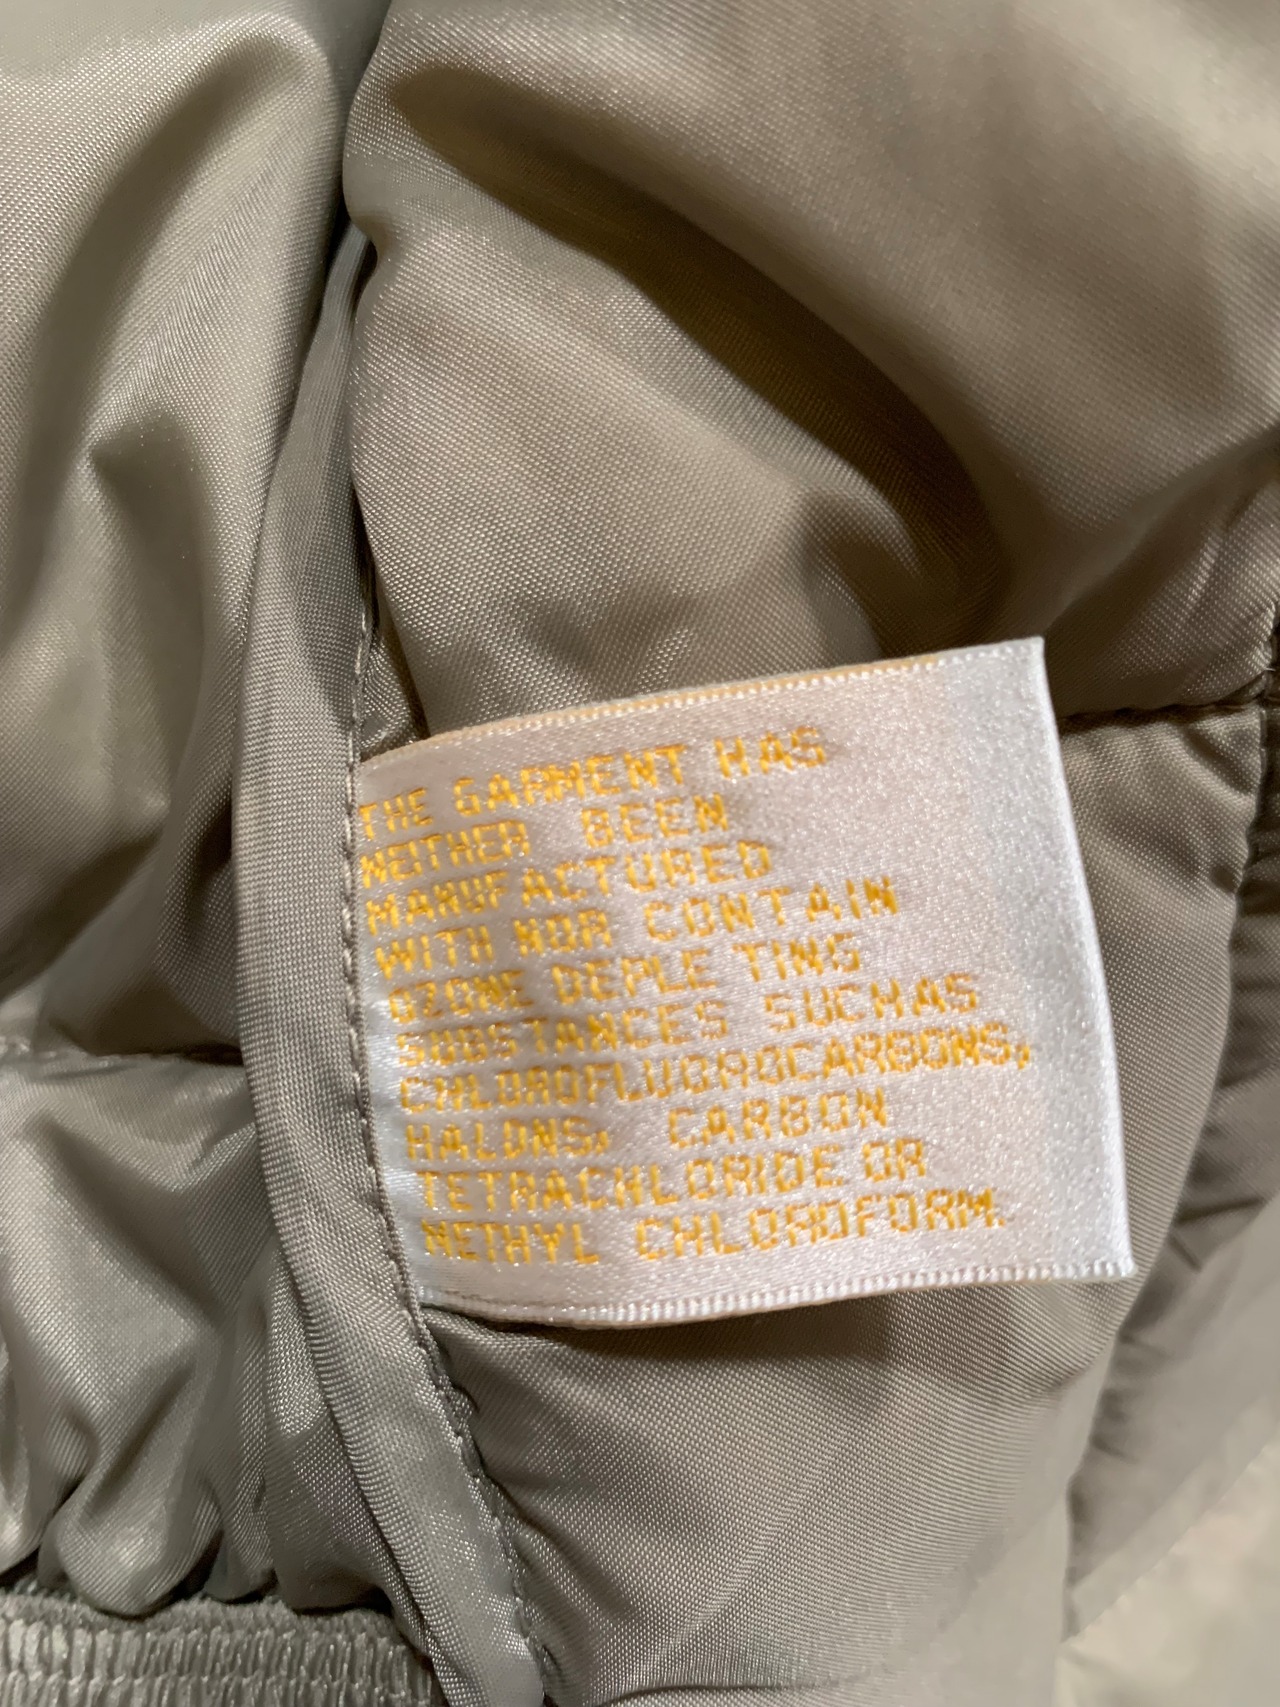 THE GARMENT HAS
NEITHER BEEN
MANUFACTURED
WITH NOR CONTAIN
OZONE DEPLE TING
SUBSTANCES SUCHAS
CHLOROFLUOROCARBONS,
HALONS, CARBON
TETRACHLORIDE OR
METHYL CHLOROFORM.